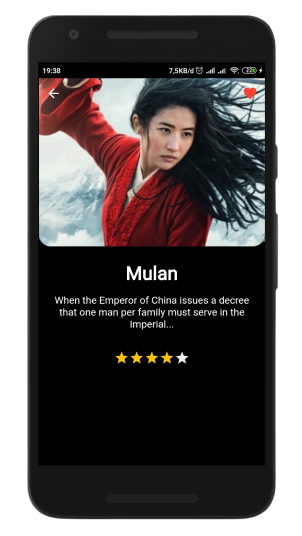 19:38
7,5KB/d
22
Mulan
When the Emperor of China issues a decree
that one man per family must serve in the
Imperial...